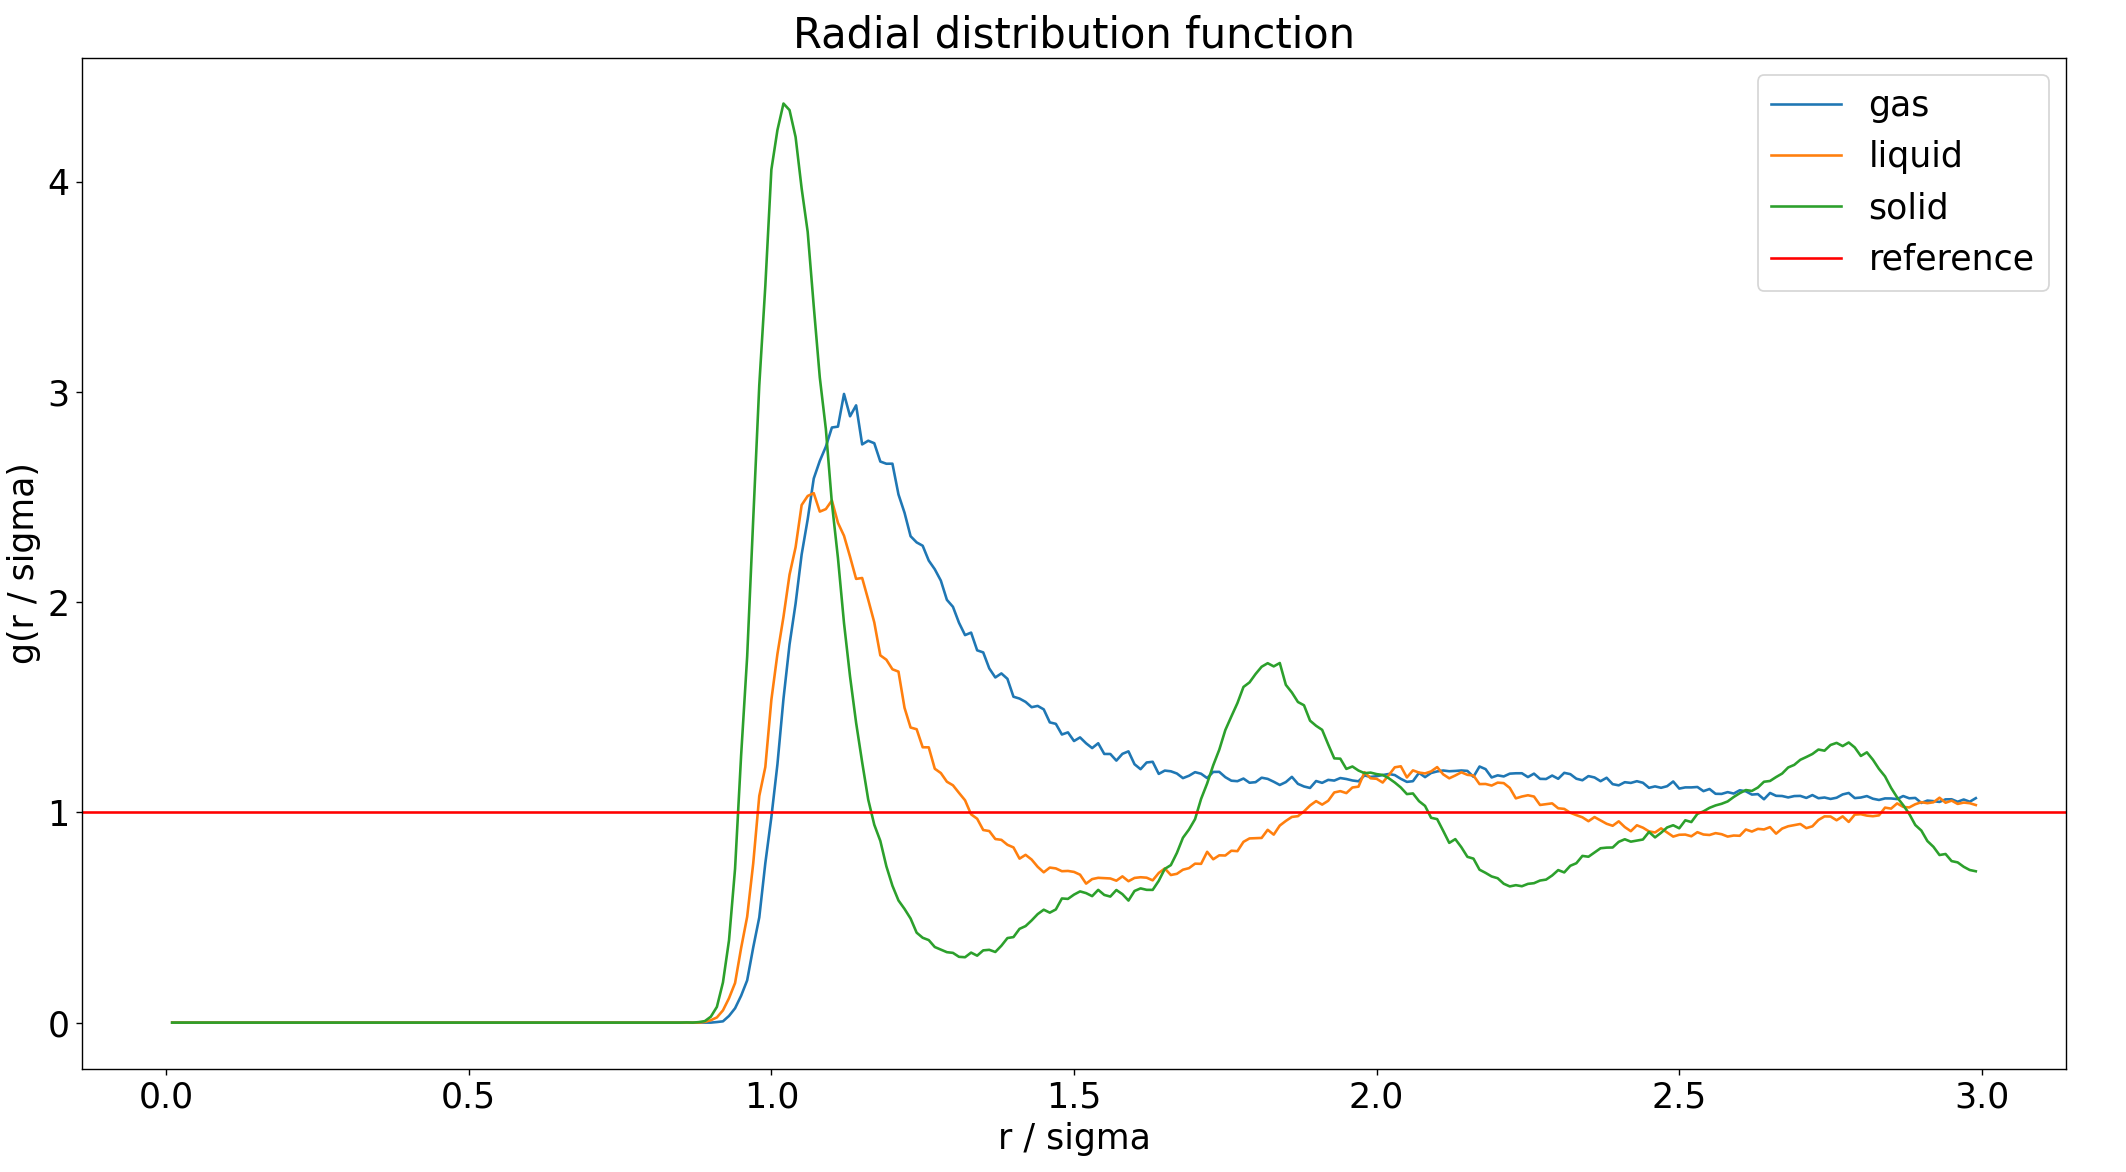 Radial distribution function
gas
liquid
solid
reference
g(r / sigma)
4
3
2
1
0
0.0 0.5 1.0 1.5 2.0 2.5 3.0
r / sigma